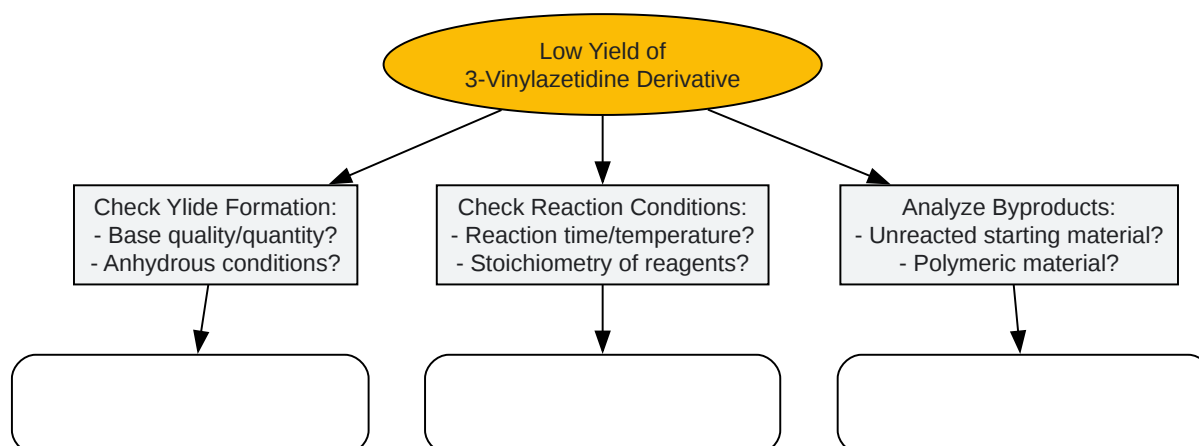 Low Yield of
3-Vinylazetidine Derivative
Check Ylide Formation:
- Base quality/quantity?
- Anhydrous conditions?
Check Reaction Conditions:
- Reaction time/temperature?
- Stoichiometry of reagents?
Analyze Byproducts:
- Unreacted starting material?
- Polymeric material?